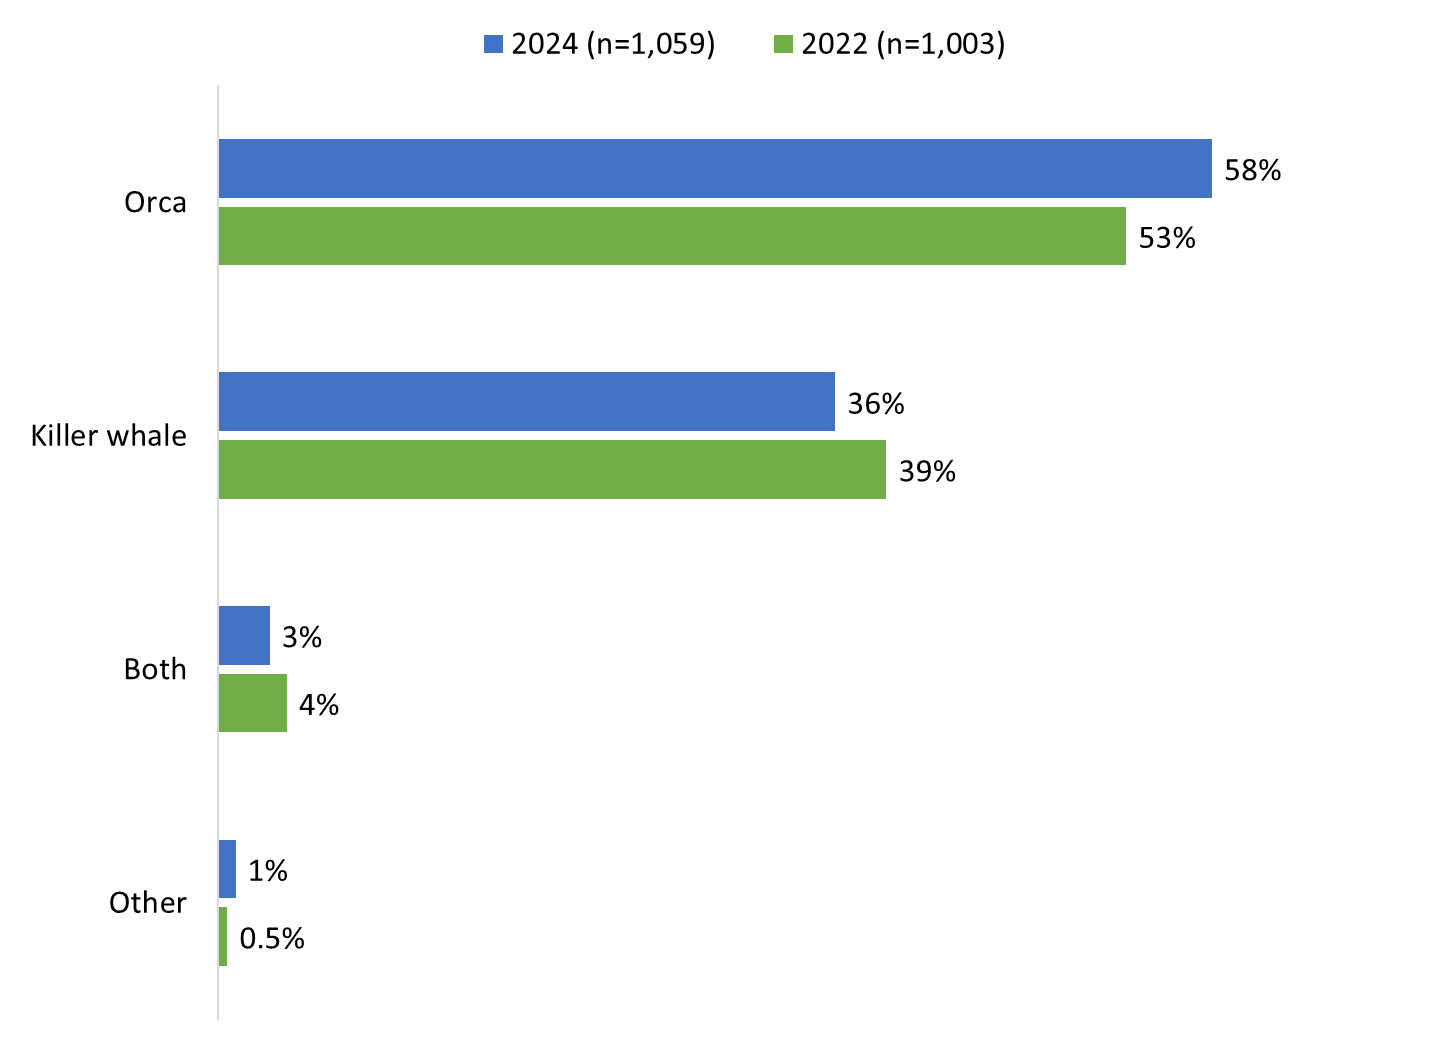 2024 (n=1,059) 2022 (n=1,003)
Orca
58%
53%
Killer whale
36%
39%
Both
3%
4%
Other
1%
0.5%